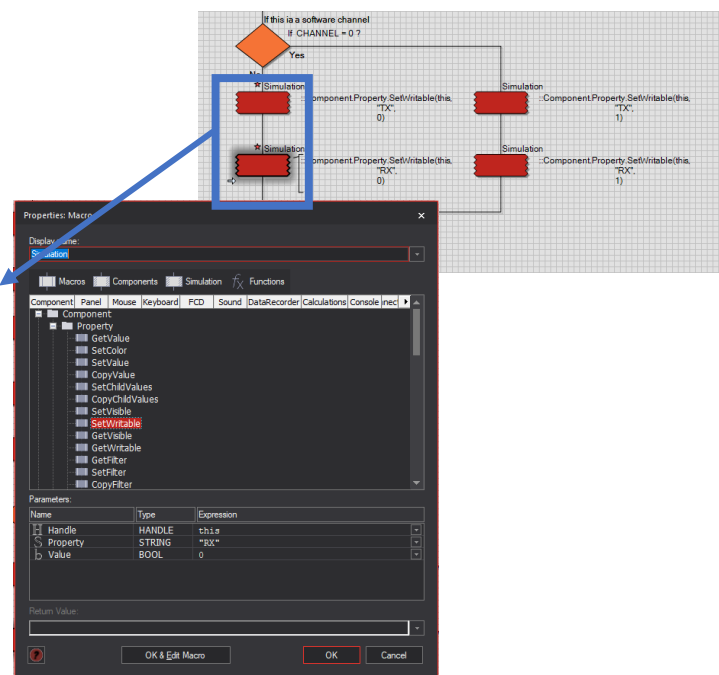 If this ia a software channel
If CHANNEL = 0 ?
Yes
No
Simulation
::Component.Property.SetWritable(this,
"TX",
0)
Simulation
::Component.Property.SetWritable(this,
"TX",
1)
Simulation
::Component.Property.SetWritable(this,
"RX",
0)
Simulation
::Component.Property.SetWritable(this,
"RX",
1)
Properties: Macro
Display name:
Simulation
Macros Components Simulation Functions
Component Panel Mouse Keyboard FCD Sound DataRecorder Calculations Console
Component
Property
GetValue
SetColor
SetValue
CopyValue
SetChildValues
CopyChildValues
SetVisible
SetWritable
GetVisible
GetWritable
GetFilter
SetFilter
CopyFilter
Parameters:
Name Type Expression
Handle HANDLE this
Property STRING "RX"
Value BOOL 0
Return Value:
OK & Edit Macro OK Cancel